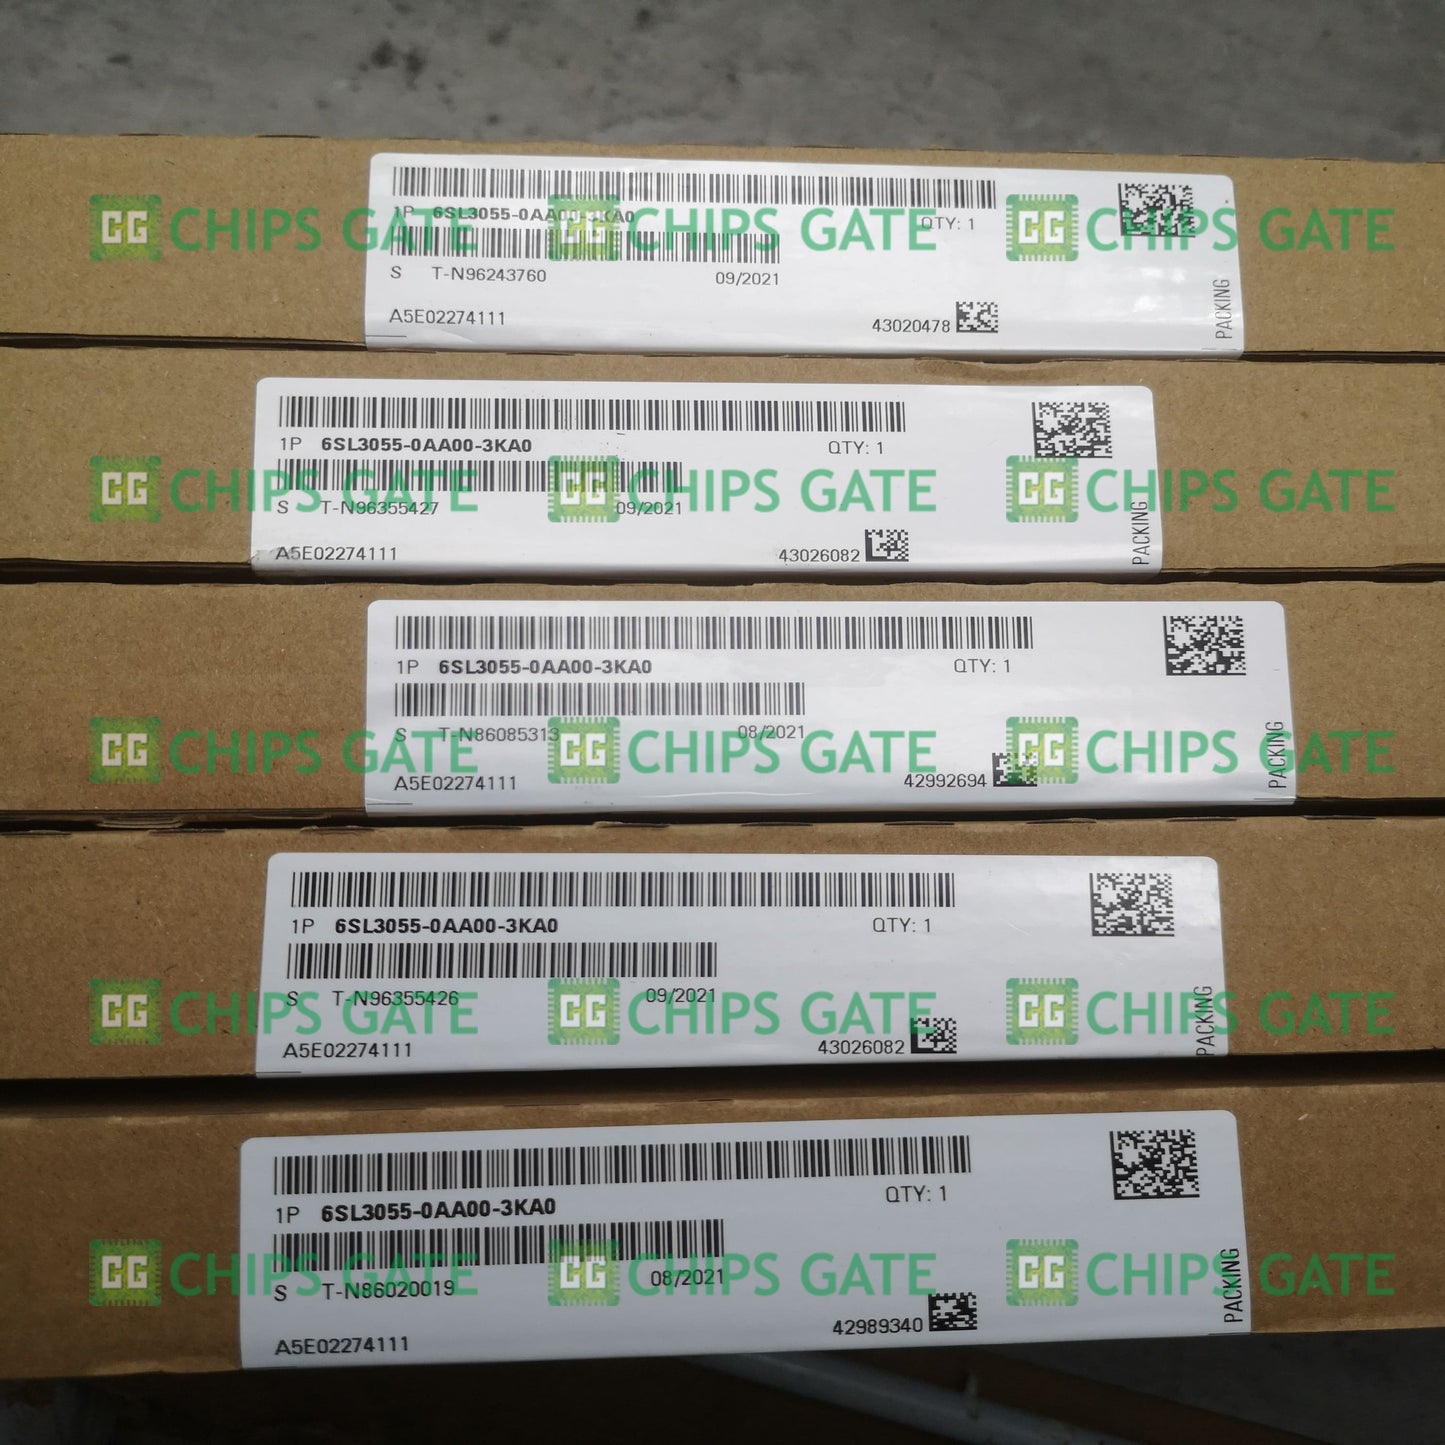 1P 6SL3055-0AA00-3KA0 QTY: 1
CG CHIPS GATE CG CHIPS GATE CG CHIPS GATE
S T-N96243760 09/2021
A5E02274111 43020478
PACKING
1P 6SL3055-0AA00-3KA0 QTY: 1
CG CHIPS GATE CG CHIPS GATE CG CHIPS GATE
S T-N96355427 09/2021
A5E02274111 43026082
PACKING
1P 6SL3055-0AA00-3KA0 QTY: 1
S T-N86085313 08/2021
CG CHIPS GATE CG CHIPS GATE CG CHIPS GATE
A5E02274111 42992694
PACKING
1P 6SL3055-0AA00-3KA0 QTY: 1
S T-N96355426 09/2021
CG CHIPS GATE CG CHIPS GATE CG CHIPS GATE
A5E02274111 43026082
PACKING
1P 6SL3055-0AA00-3KA0 QTY: 1
CG CHIPS GATE CG CHIPS GATE CG CHIPS GATE
S T-N86020019 08/2021
A5E02274111 42989340
PACKING